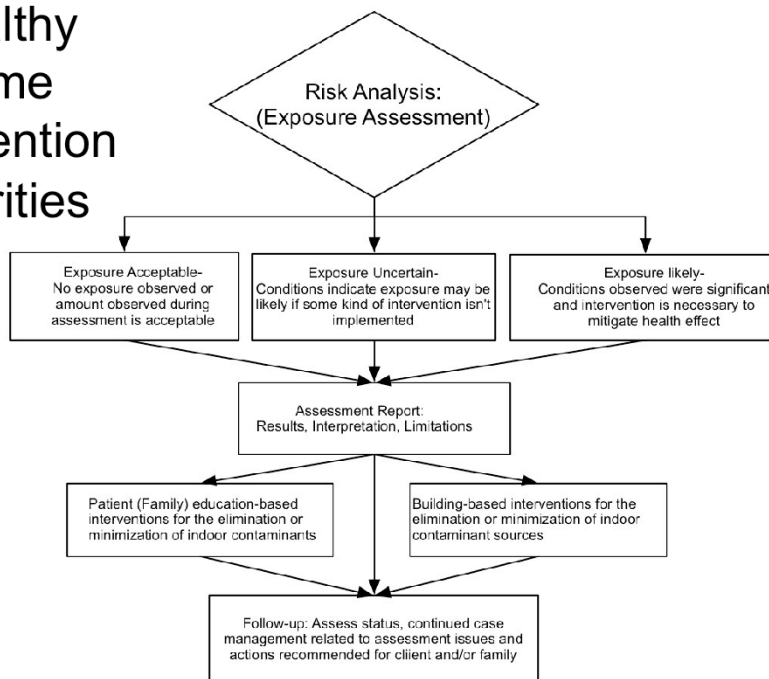 althy
me
ention
rities
Risk Analysis:
(Exposure Assessment)
Exposure Acceptable-
No exposure observed or
amount observed during
assessment is acceptable
Exposure Uncertain-
Conditions indicate exposure may be
likely if some kind of intervention isn't
implemented
Exposure likely-
Conditions observed were significant
and intervention is necessary to
mitigate health effect
Assessment Report:
Results, Interpretation, Limitations
Patient (Family) education-based
interventions for the elimination or
minimization of indoor contaminants
Building-based interventions for the
elimination or minimization of indoor
contaminant sources
Follow-up: Assess status, continued case
management related to assessment issues and
actions recommended for cliient and/or family